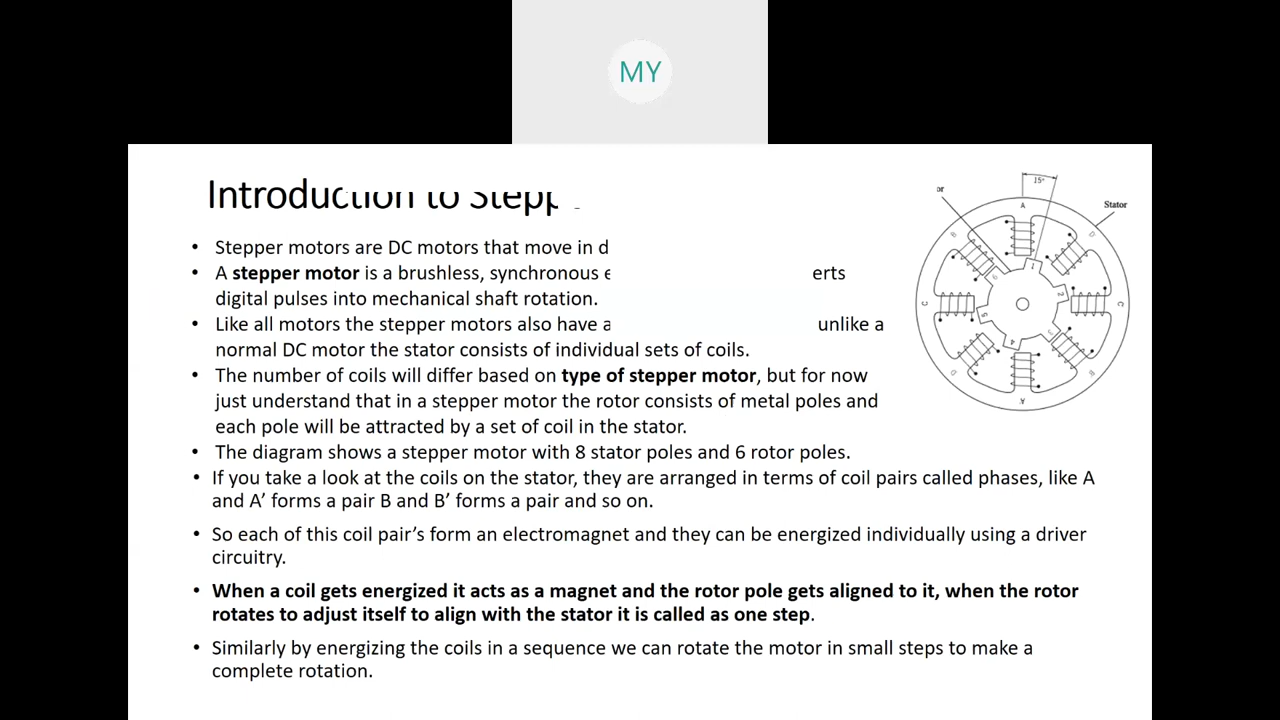 MY
Introduction to Stepp
Stepper motors are DC motors that move in d
A stepper motor is a brushless, synchronous e erts
digital pulses into mechanical shaft rotation.
Like all motors the stepper motors also have a unlike a
normal DC motor the stator consists of individual sets of coils.
The number of coils will differ based on type of stepper motor, but for now
just understand that in a stepper motor the rotor consists of metal poles and
each pole will be attracted by a set of coil in the stator.
The diagram shows a stepper motor with 8 stator poles and 6 rotor poles.
If you take a look at the coils on the stator, they are arranged in terms of coil pairs called phases, like A
and A’ forms a pair B and B’ forms a pair and so on.
So each of this coil pair’s form an electromagnet and they can be energized individually using a driver
circuitry.
When a coil gets energized it acts as a magnet and the rotor pole gets aligned to it, when the rotor
rotates to adjust itself to align with the stator it is called as one step.
Similarly by energizing the coils in a sequence we can rotate the motor in small steps to make a
complete rotation.
15°
or
Stator
A
B
D
1
2
C
C
5
4
D
B